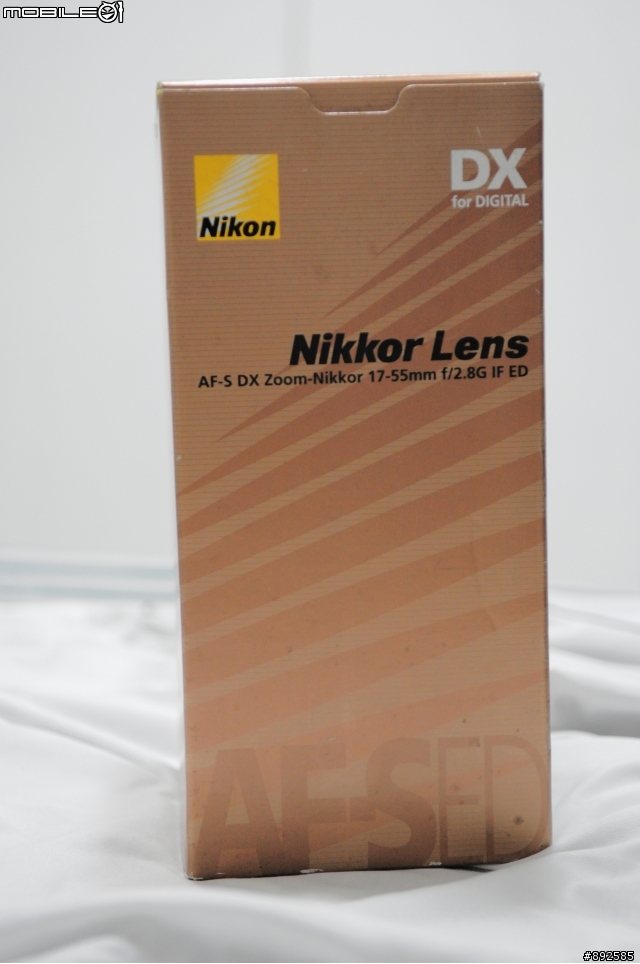 MOBILE01
Nikon
DX
for DIGITAL
Nikkor Lens
AF-S DX Zoom-Nikkor 17-55mm f/2.8G IF ED
AF-S ED
#892585